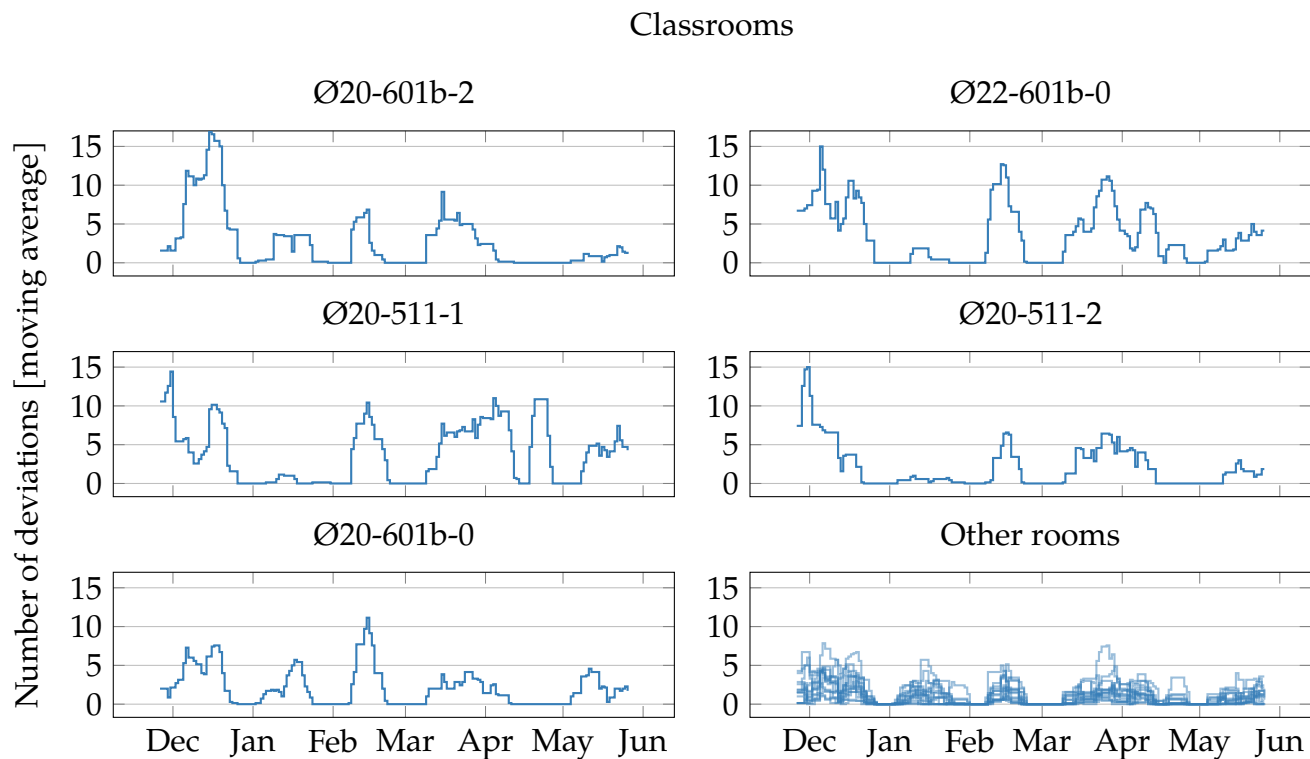 Classrooms
Number of deviations [moving average]
Ø20-601b-2
15
10
5
0
Ø22-601b-0
15
10
5
0
Ø20-511-1
15
10
5
0
Ø20-511-2
15
10
5
0
Ø20-601b-0
15
10
5
0
Dec Jan Feb Mar Apr May Jun
Other rooms
15
10
5
0
Dec Jan Feb Mar Apr May Jun